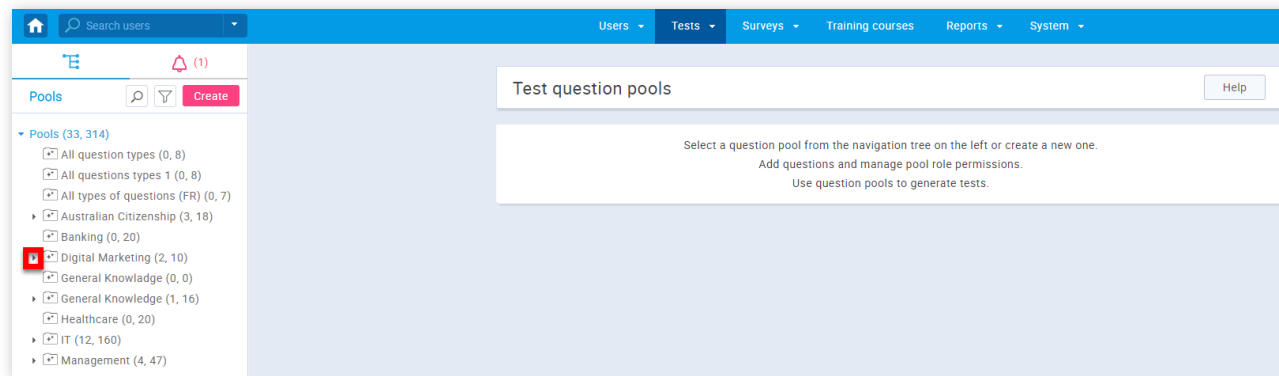 Search users
Users
Tests
Surveys
Training courses
Reports
System
(1)
Pools
Create
Pools (33, 314)
All question types (0, 8)
All questions types 1 (0, 8)
All types of questions (FR) (0, 7)
Australian Citizenship (3, 18)
Banking (0, 20)
Digital Marketing (2, 10)
General Knowladge (0, 0)
General Knowledge (1, 16)
Healthcare (0, 20)
IT (12, 160)
Management (4, 47)
Test question pools
Help
Select a question pool from the navigation tree on the left or create a new one.
Add questions and manage pool role permissions.
Use question pools to generate tests.